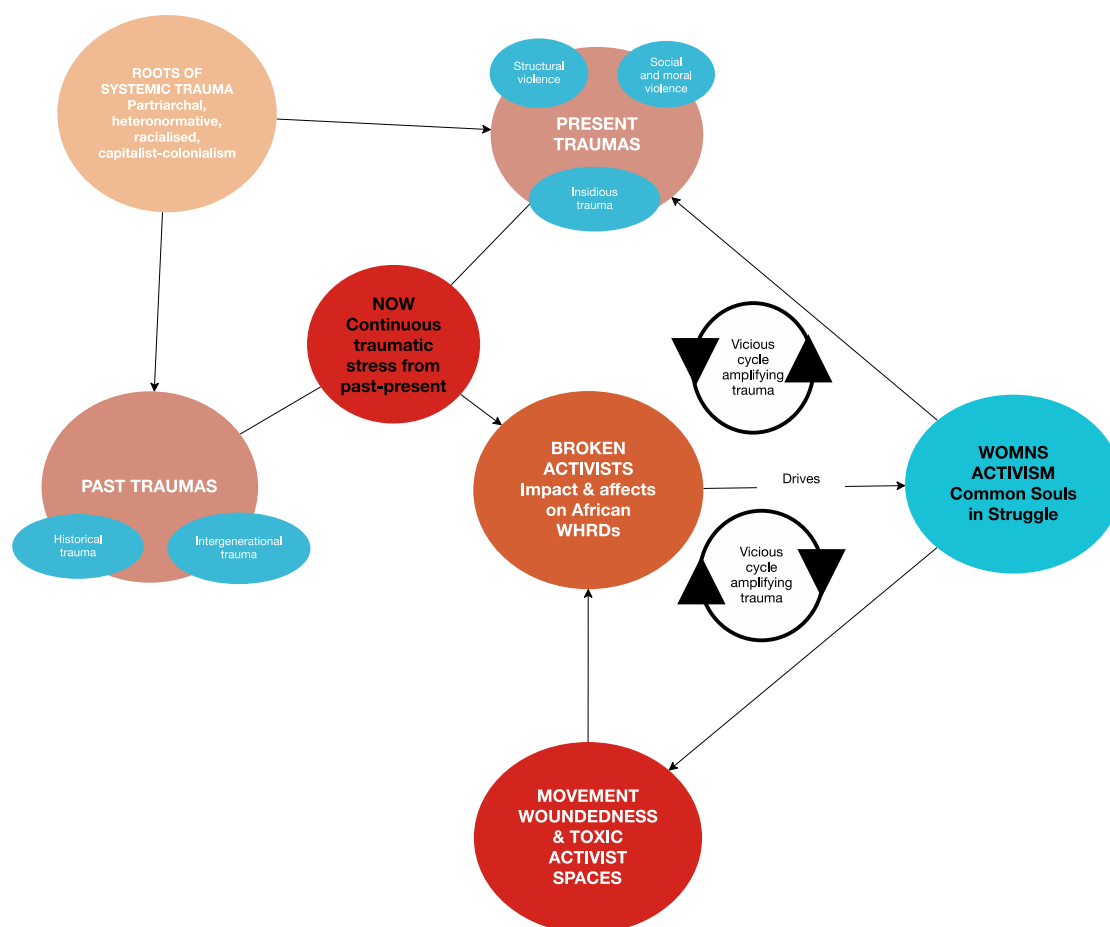 ROOTS OF
SYSTEMIC TRAUMA
Partriarchal,
heteronormative,
racialised,
capitalist-colonialism
Structural
violence
Social
and moral
violence
PRESENT
TRAUMAS
Insidious
trauma
NOW
Continuous
traumatic
stress from
past-present
Vicious
cycle
amplifying
trauma
PAST TRAUMAS
Historical
trauma
Intergenerational
trauma
BROKEN
ACTIVISTS
Impact & affects
on African
WHRDs
Drives
WOMNS
ACTIVISM
Common Souls
in Struggle
Vicious
cycle
amplifying
trauma
MOVEMENT
WOUNDEDNESS
& TOXIC
ACTIVIST
SPACES